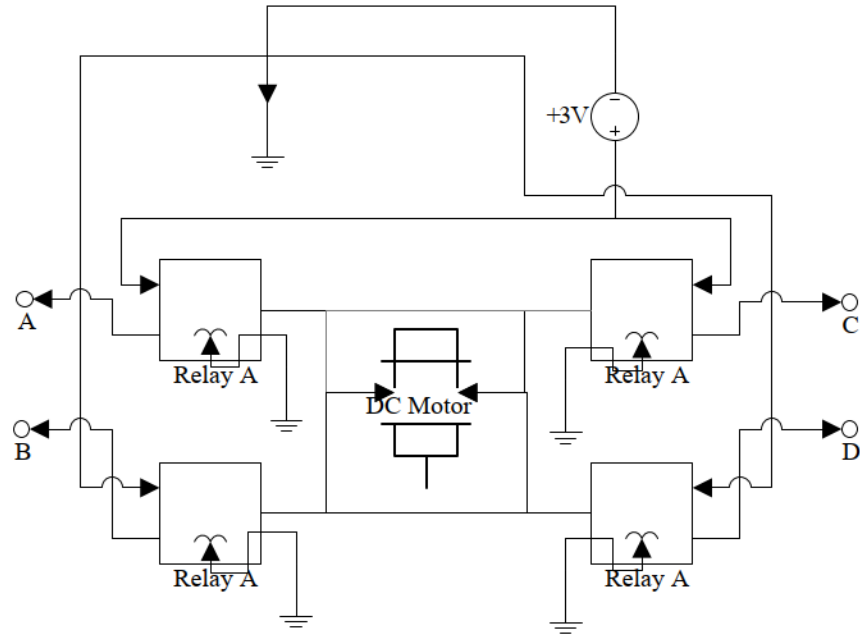 −
+3V
+
A
C
Relay A
Relay A
DC Motor
B
D
Relay A
Relay A